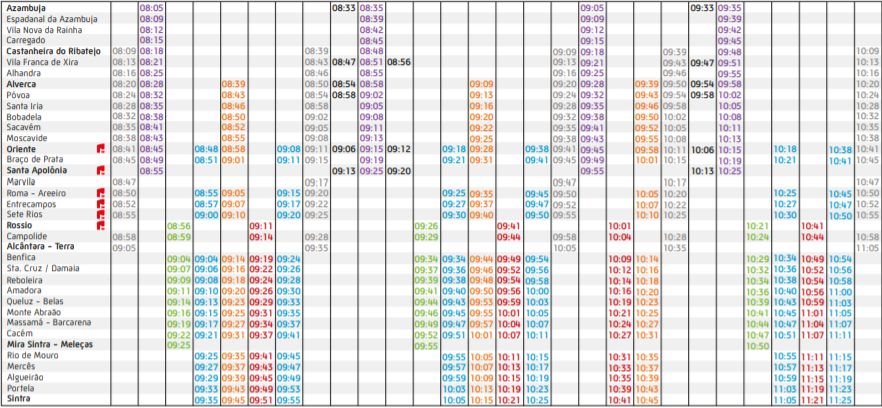 Azambuja 08:05 08:33 08:35 09:05 09:33 09:35
Espadanal da Azambuja 08:09 08:39 09:09 09:39
Vila Nova da Rainha 08:12 08:42 09:12 09:42
Carregado 08:15 08:45 09:15 09:45
Castanheira do Ribatejo 08:09 08:18 08:39 08:48 09:09 09:18 09:39 09:48 10:09
Vila Franca de Xira 08:13 08:21 08:43 08:47 08:51 08:56 09:13 09:21 09:43 09:47 09:51 10:13
Alhandra 08:16 08:25 08:46 08:55 09:16 09:25 09:46 09:55 10:16
Alverca 08:20 08:28 08:39 08:50 08:54 08:58 09:09 09:20 09:28 09:39 09:50 09:54 09:58 10:20
Póvoa 08:24 08:32 08:43 08:54 08:58 09:02 09:13 09:24 09:32 09:43 09:54 09:58 10:02 10:24
Santa Iria 08:28 08:35 08:46 08:58 09:05 09:16 09:28 09:35 09:46 09:58 10:05 10:28
Bobadela 08:32 08:38 08:50 09:02 09:08 09:20 09:32 09:38 09:50 10:02 10:08 10:32
Sacavém 08:35 08:41 08:52 09:05 09:11 09:22 09:35 09:41 09:52 10:05 10:11 10:35
Moscavide 08:38 08:43 08:55 09:08 09:13 09:25 09:38 09:43 09:55 10:08 10:13 10:38
Oriente 08:41 08:45 08:48 08:58 09:08 09:11 09:06 09:15 09:12 09:18 09:28 09:38 09:41 09:45 09:58 10:11 10:06 10:15 10:18 10:38 10:41
Braço de Prata 08:45 08:49 08:51 09:01 09:11 09:15 09:19 09:21 09:31 09:41 09:45 09:49 10:01 10:15 10:19 10:21 10:41 10:45
Santa Apolónia 08:55 09:13 09:25 09:20 09:55 10:13 10:25
Marvila 08:47 09:17 09:47 10:17 10:47
Roma - Areeiro 08:50 08:55 09:05 09:15 09:20 09:25 09:35 09:45 09:50 10:05 10:20 10:25 10:45 10:50
Entrecampos 08:52 08:57 09:07 09:17 09:22 09:27 09:37 09:47 09:52 10:07 10:22 10:27 10:47 10:52
Sete Rios 08:55 09:00 09:10 09:20 09:25 09:30 09:40 09:50 09:55 10:10 10:25 10:30 10:50 10:55
Rossio 08:56 09:11 09:26 09:41 10:01 10:21 10:41
Campolide 08:58 08:59 09:14 09:28 09:29 09:44 09:58 10:04 10:28 10:24 10:44 10:58
Alcântara - Terra 09:05 09:35 10:05 10:35 11:05
Benfica 09:04 09:04 09:14 09:19 09:24 09:34 09:34 09:44 09:49 09:54 10:09 10:14 10:29 10:34 10:49 10:54
Sta. Cruz / Damaia 09:07 09:06 09:16 09:22 09:26 09:37 09:36 09:46 09:52 09:56 10:12 10:16 10:32 10:36 10:52 10:56
Reboleira 09:09 09:08 09:18 09:24 09:28 09:39 09:38 09:48 09:54 09:58 10:14 10:18 10:34 10:38 10:54 10:58
Amadora 09:11 09:10 09:20 09:26 09:30 09:41 09:40 09:50 09:56 10:00 10:16 10:20 10:36 10:40 10:56 11:00
Queluz - Belas 09:14 09:13 09:23 09:29 09:33 09:44 09:43 09:53 09:59 10:03 10:19 10:23 10:39 10:43 10:59 11:03
Monte Abraão 09:16 09:15 09:25 09:31 09:35 09:46 09:45 09:55 10:01 10:05 10:21 10:25 10:41 10:45 11:01 11:05
Massamá - Barcarena 09:19 09:17 09:27 09:34 09:37 09:49 09:47 09:57 10:04 10:07 10:24 10:27 10:44 10:47 11:04 11:07
Cacém 09:22 09:21 09:31 09:37 09:41 09:52 09:51 10:01 10:07 10:11 10:27 10:31 10:47 10:51 11:07 11:11
Mira Sintra - Meleças 09:25 09:55 10:50
Rio de Mouro 09:25 09:35 09:41 09:45 09:55 10:05 10:11 10:15 10:31 10:35 10:55 11:11 11:15
Mercês 09:27 09:37 09:43 09:47 09:57 10:07 10:13 10:17 10:33 10:37 10:57 11:13 11:17
Algueirão 09:29 09:39 09:45 09:49 09:59 10:09 10:15 10:19 10:35 10:39 10:59 11:15 11:19
Portela 09:33 09:43 09:49 09:53 10:03 10:13 10:19 10:23 10:39 10:43 11:03 11:19 11:23
Sintra 09:35 09:45 09:51 09:55 10:05 10:15 10:21 10:25 10:41 10:45 11:05 11:21 11:25